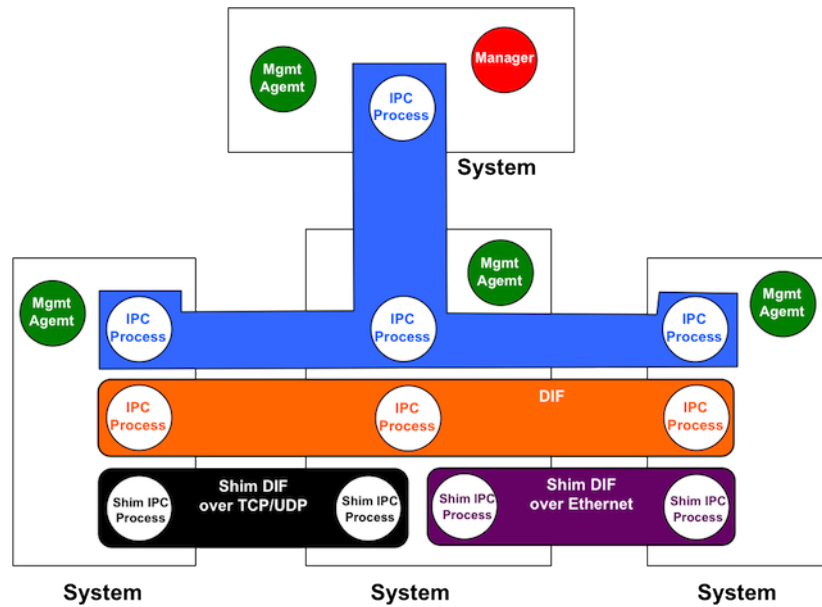 Manager
Mgmt
Agemt
IPC
Process
System
Mgmt
Agemt
Mgmt
Agemt
Mgmt
Agemt
IPC
Process
IPC
Process
IPC
Process
DIF
IPC
Process
IPC
Process
IPC
Process
Shim DIF
over TCP/UDP
Shim IPC
Process
Shim IPC
Process
Shim DIF
over Ethernet
Shim IPC
Process
Shim IPC
Process
System
System
System